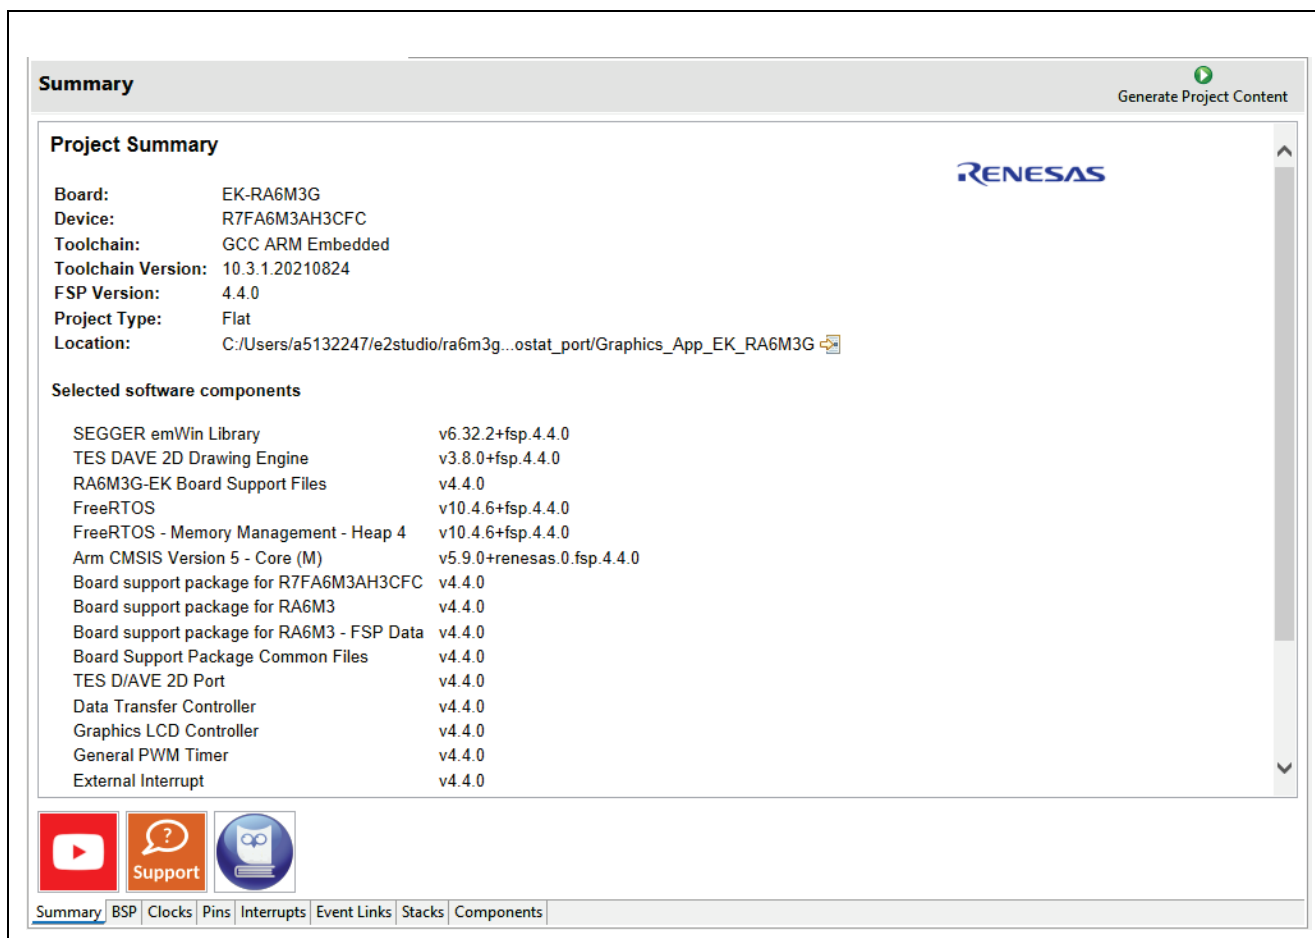 Summary
Generate Project Content
Project Summary
RENESAS
Board: EK-RA6M3G
Device: R7FA6M3AH3CFC
Toolchain: GCC ARM Embedded
Toolchain Version: 10.3.1.20210824
FSP Version: 4.4.0
Project Type: Flat
Location: C:/Users/a5132247/e2studio/ra6m3g...ostat_port/Graphics_App_EK_RA6M3G
Selected software components
SEGGER emWin Library v6.32.2+fsp.4.4.0
TES DAVE 2D Drawing Engine v3.8.0+fsp.4.4.0
RA6M3G-EK Board Support Files v4.4.0
FreeRTOS v10.4.6+fsp.4.4.0
FreeRTOS - Memory Management - Heap 4 v10.4.6+fsp.4.4.0
Arm CMSIS Version 5 - Core (M) v5.9.0+renesas.0.fsp.4.4.0
Board support package for R7FA6M3AH3CFC v4.4.0
Board support package for RA6M3 v4.4.0
Board support package for RA6M3 - FSP Data v4.4.0
Board Support Package Common Files v4.4.0
TES D/AVE 2D Port v4.4.0
Data Transfer Controller v4.4.0
Graphics LCD Controller v4.4.0
General PWM Timer v4.4.0
External Interrupt v4.4.0
?
Support
Summary BSP Clocks Pins Interrupts Event Links Stacks Components